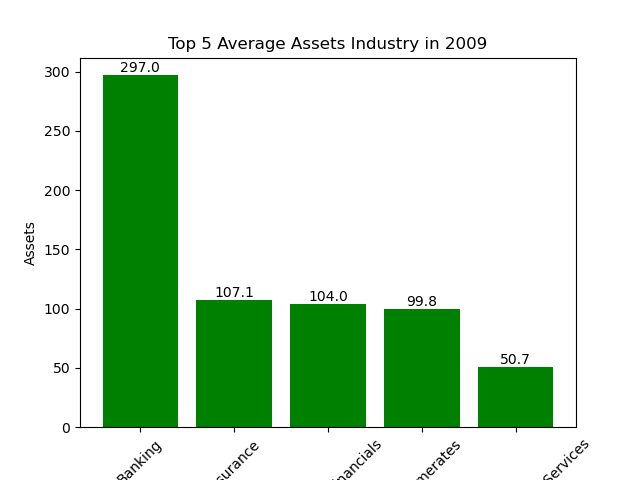 Top 5 Average Assets Industry in 2009
Assets
300
250
200
150
100
50
0
297.0
107.1
104.0
99.8
50.7
Banking
surance
nancials
merates
Services